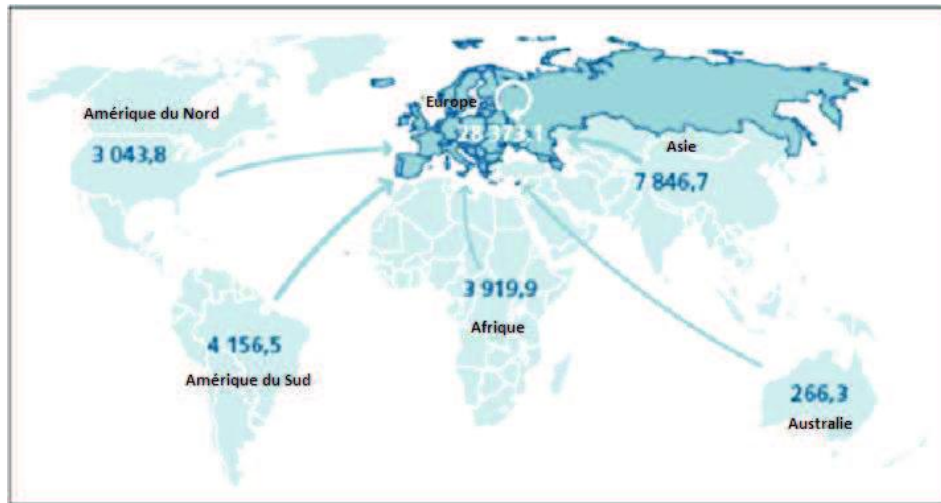 Amérique du Nord
3 043,8
Europe
28 373,1
Asie
7 846,7
3 919,9
Afrique
4 156,5
Amérique du Sud
266,3
Australie